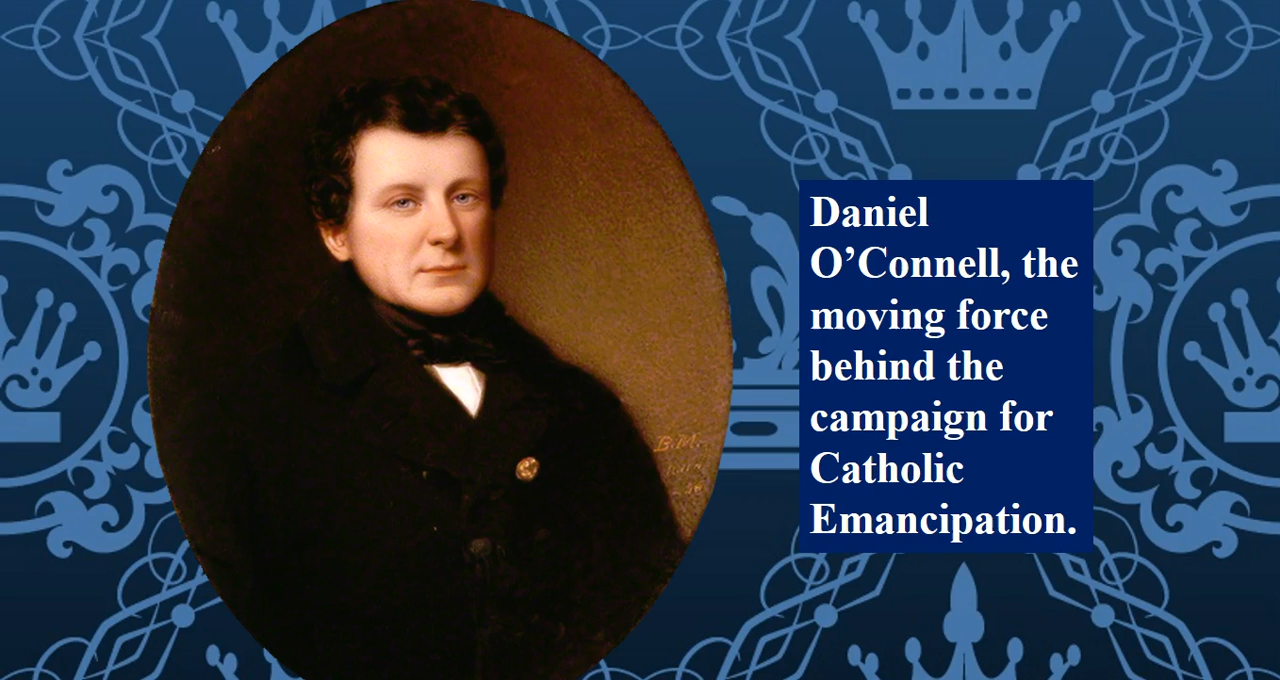 Daniel
O’Connell, the
moving force
behind the
campaign for
Catholic
Emancipation.
B.M.